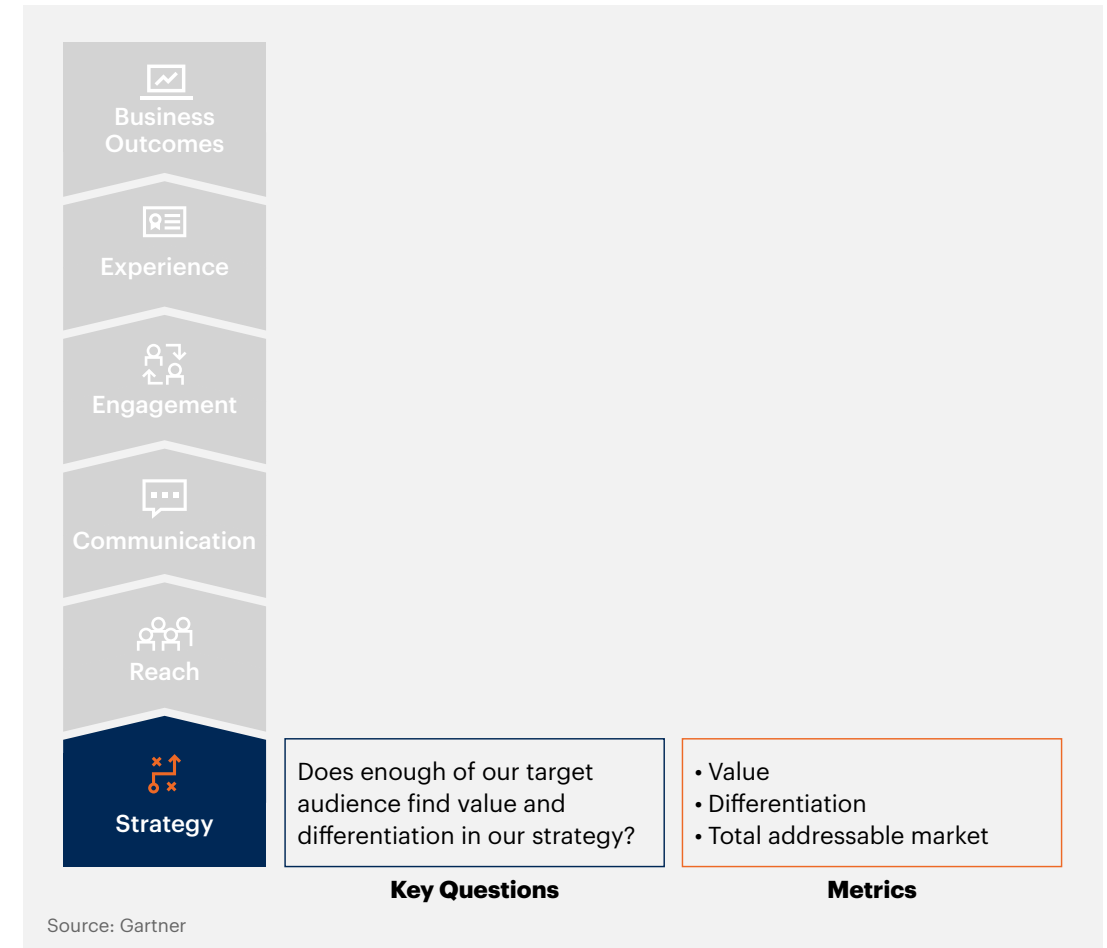 Business
Outcomes
Experience
Engagement
Communication
Reach
Strategy
Does enough of our target
audience find value and
differentiation in our strategy?
• Value
• Differentiation
• Total addressable market
Key Questions
Metrics
Source: Gartner